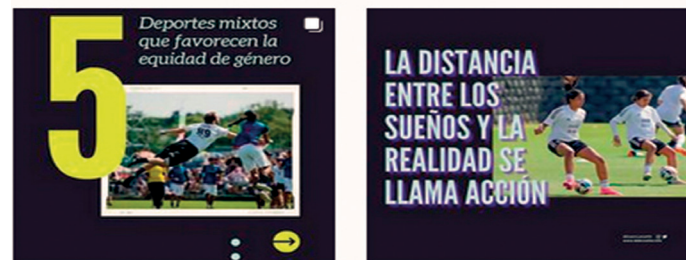 5
Deportes mixtos
que favorecen la
equidad de género
89
LA DISTANCIA
ENTRE LOS
SUEÑOS Y LA
REALIDAD SE
LLAMA ACCIÓN